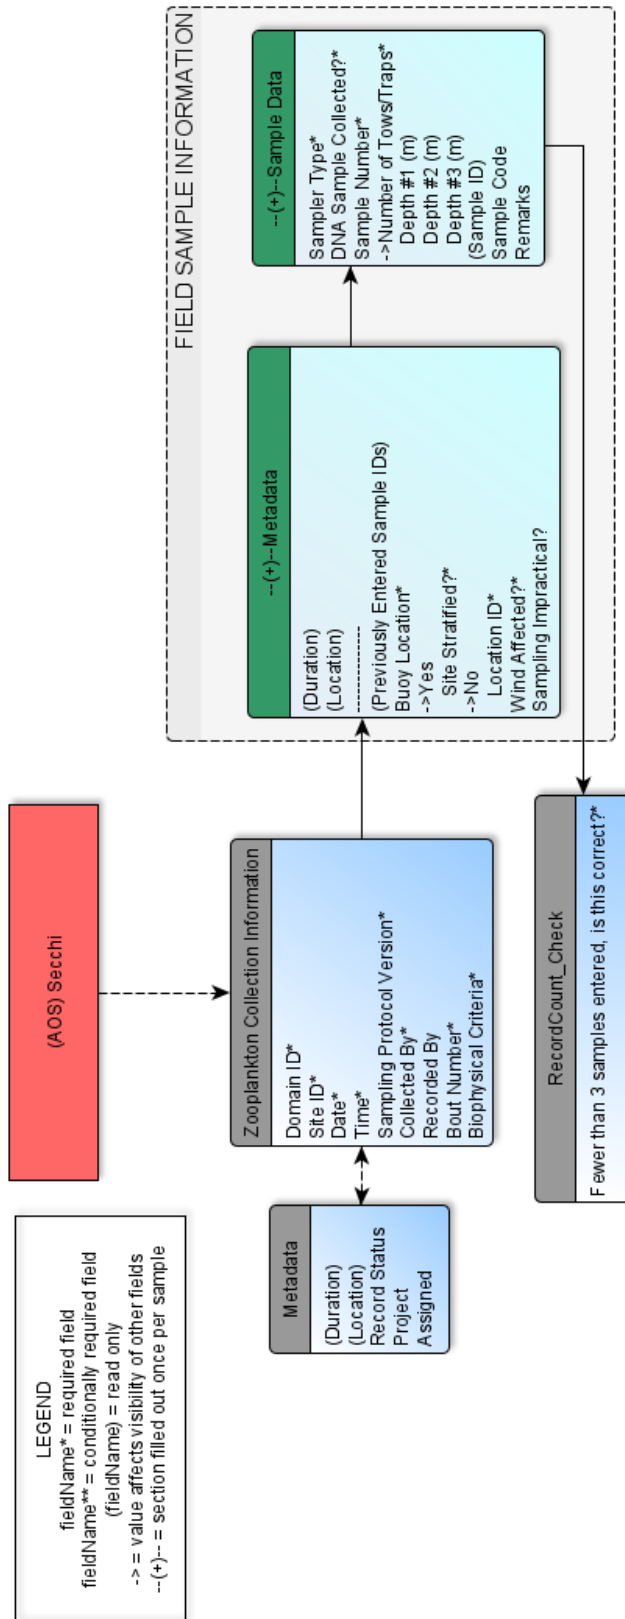 LEGEND
fieldName* = required field
fieldName** = conditionally required field
(fieldName) = read only
-> = value affects visibility of other fields
--(+)-- = section filled out once per sample
(AOS) Secchi
Metadata
(Duration)
(Location)
Record Status
Project
Assigned
Zooplankton Collection Information
Domain ID*
Site ID*
Date*
Time*
Sampling Protocol Version*
Collected By*
Recorded By
Bout Number*
Biophysical Criteria*
FIELD SAMPLE INFORMATION
--(+)--Metadata
(Duration)
(Location)
--------------------
(Previously Entered Sample IDs)
Buoy Location*
->Yes
Site Stratified?*
->No
Location ID*
Wind Affected?*
Sampling Impractical?
--(+)--Sample Data
Sampler Type*
DNA Sample Collected?*
Sample Number*
->Number of Tows/Traps*
Depth #1 (m)
Depth #2 (m)
Depth #3 (m)
(Sample ID)
Sample Code
Remarks
RecordCount_Check
Fewer than 3 samples entered, is this correct?*